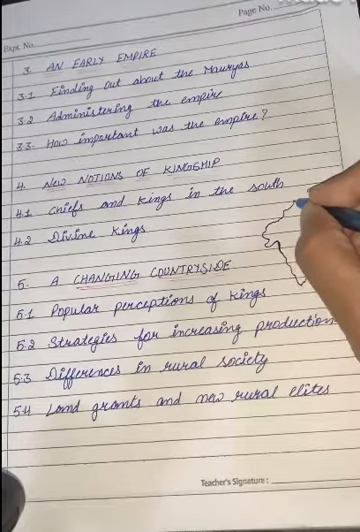 Page No.
Expt. No.
3. AN EARLY EMPIRE
3.1 Finding out about the Mauryas
3.2 Administering the empire
3.3. How important was the empire?
4. NEW NOTIONS OF KINGSHIP
4.1 Chiefs and kings in the south
4.2 Divine kings
5. A CHANGING COUNTRYSIDE
5.1 Popular perceptions of kings
5.2 Strategies for increasing production
5.3 Differences in rural society
5.4 Land grants and new rural elites
Teacher's Signature :